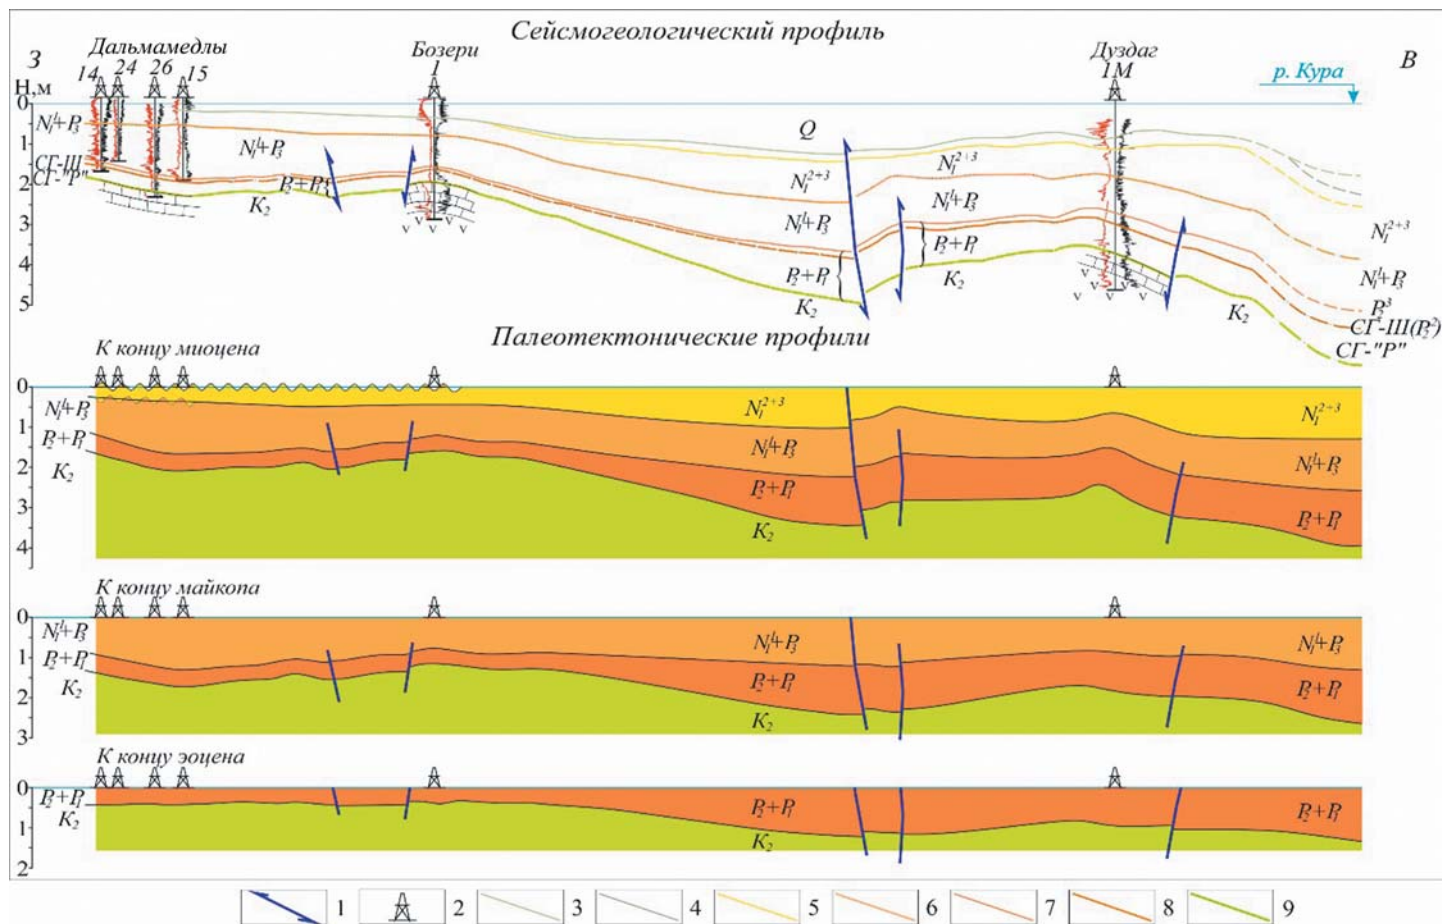 Сейсмогеологический профиль
З
Дальмамедлы
Бозери
Дуздаг
В
14 24 26 15
1
1М
р. Кура
Н,м
0
1
2
3
4
5
N₁¹+P₃
СГ-III
СГ-"Р"
N₁¹+P₃
P₂+P₁
K₂
Q
N₁²⁺³
N₁¹+P₃
P₂+P₁
K₂
N₁²⁺³
N₁¹+P₃
P₂+P₁
K₂
K₂
N₁²⁺³
N₁¹+P₃
P₂³
СГ-III(P₂²)
СГ-"Р"
v v v
v v v v
Палеотектонические профили
К концу миоцена
0
1
2
3
4
N₁¹+P₃
P₂+P₁
K₂
N₁²⁺³
N₁¹+P₃
P₂+P₁
K₂
N₁²⁺³
N₁¹+P₃
P₂+P₁
К концу майкопа
0
1
2
3
N₁¹+P₃
P₂+P₁
K₂
N₁¹+P₃
P₂+P₁
K₂
N₁¹+P₃
P₂+P₁
К концу эоцена
0
1
2
P₂+P₁
K₂
P₂+P₁
K₂
P₂+P₁
1 2 3 4 5 6 7 8 9